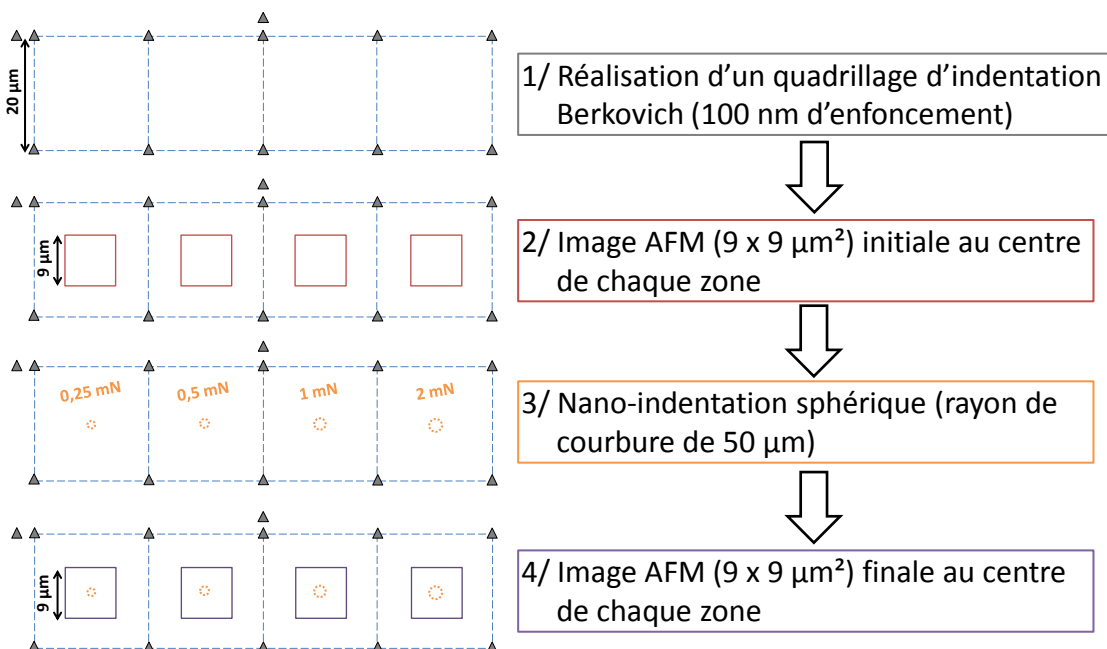 20 µm
1/ Réalisation d'un quadrillage d'indentation
Berkovich (100 nm d'enfoncement)
9 µm
2/ Image AFM (9 x 9 µm²) initiale au centre
de chaque zone
0,25 mN
0,5 mN
1 mN
2 mN
3/ Nano-indentation sphérique (rayon de
courbure de 50 µm)
9 µm
4/ Image AFM (9 x 9 µm²) finale au centre
de chaque zone